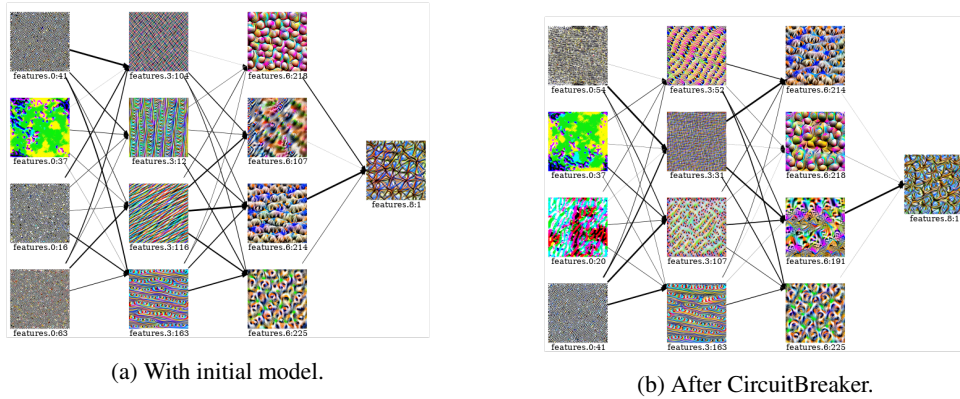 features.0:41
features.3:104
features.6:218
features.0:37
features.3:12
features.6:107
features.8:1
features.0:16
features.3:116
features.6:214
features.0:63
features.3:163
features.6:225
(a) With initial model.
features.0:54
features.3:52
features.6:214
features.0:37
features.3:31
features.6:218
features.8:1
features.0:20
features.3:107
features.6:191
features.0:41
features.3:163
features.6:225
(b) After CircuitBreaker.